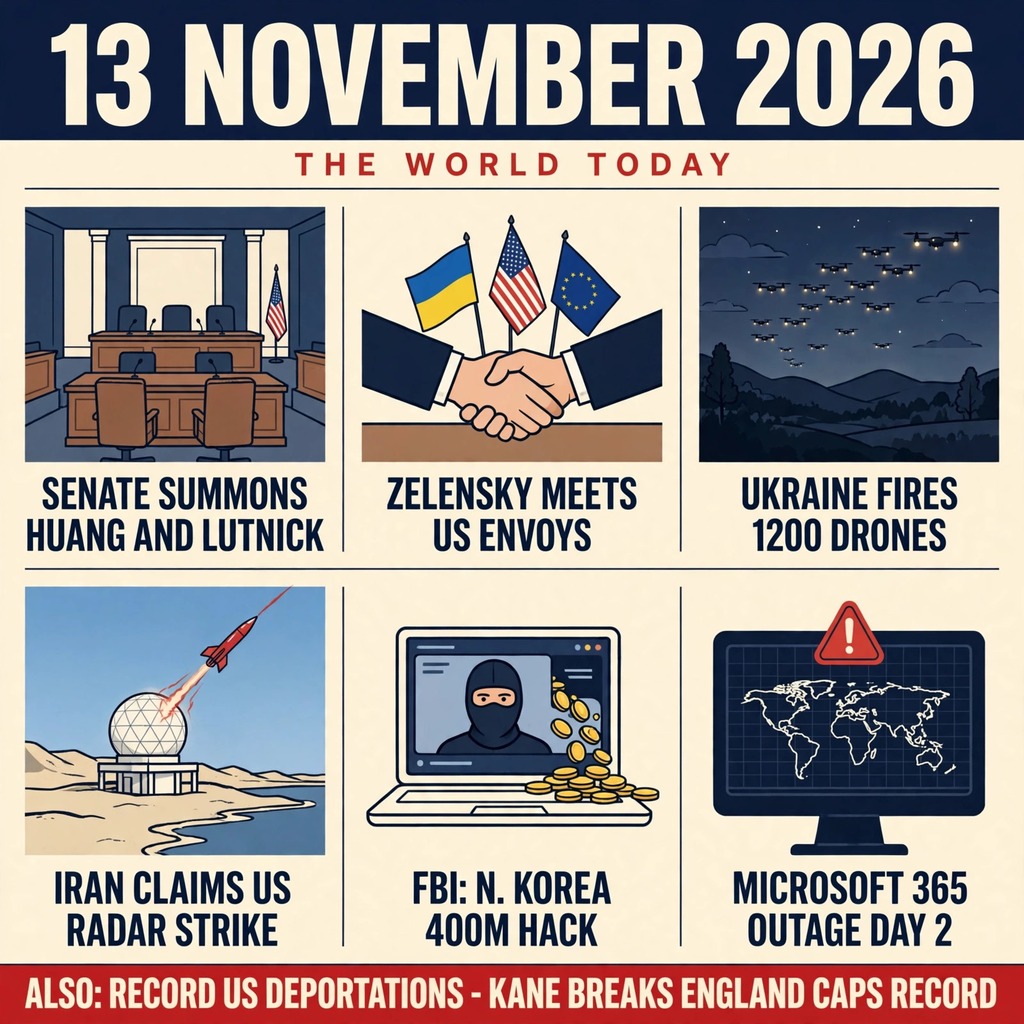 13 NOVEMBER 2026
THE WORLD TODAY
SENATE SUMMONS
HUANG AND LUTNICK
ZELENSKY MEETS
US ENVOYS
UKRAINE FIRES
1200 DRONES
IRAN CLAIMS US
RADAR STRIKE
FBI: N. KOREA
400M HACK
MICROSOFT 365
OUTAGE DAY 2
ALSO: RECORD US DEPORTATIONS - KANE BREAKS ENGLAND CAPS RECORD